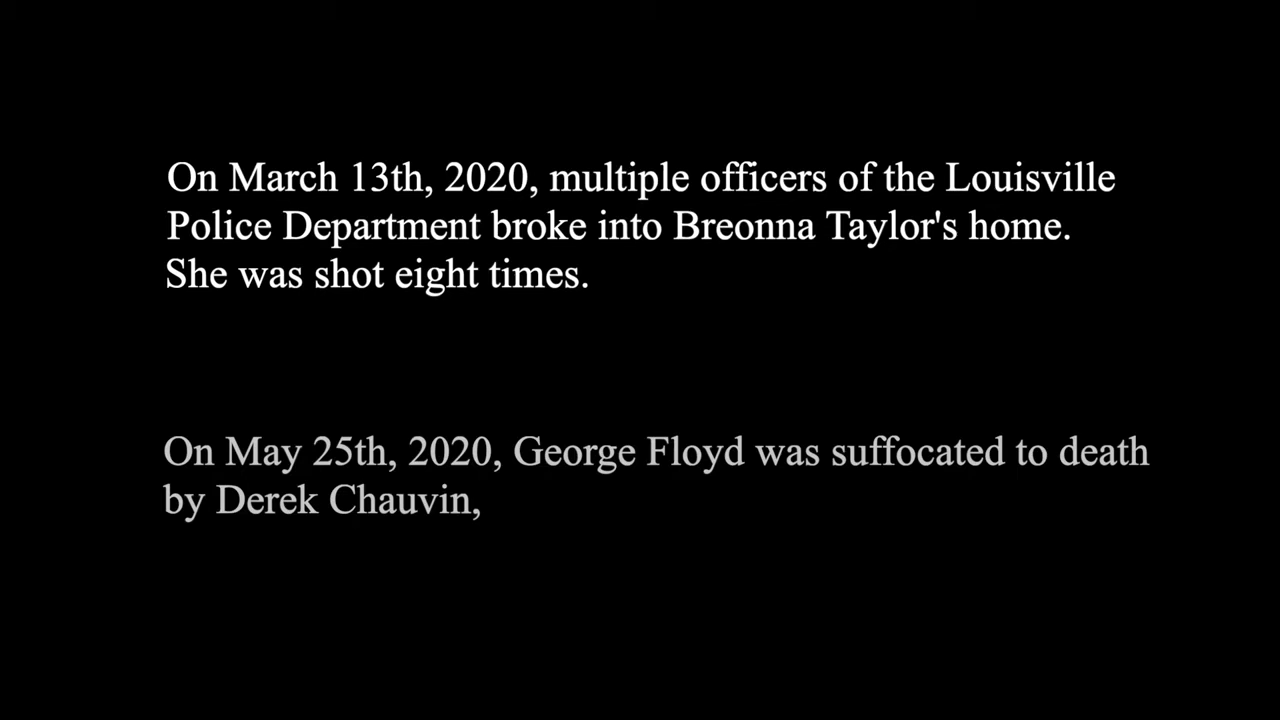 On March 13th, 2020, multiple officers of the Louisville
Police Department broke into Breonna Taylor's home.
She was shot eight times.
On May 25th, 2020, George Floyd was suffocated to death
by Derek Chauvin,